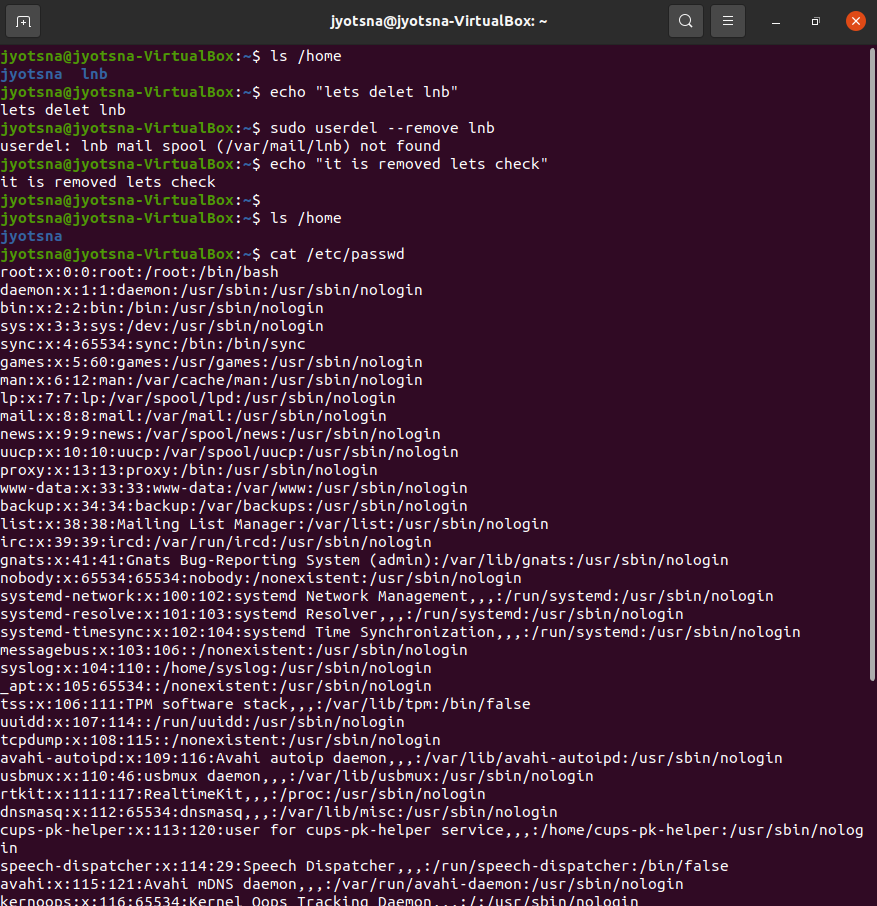 jyotsna@jyotsna-VirtualBox: ~
jyotsna@jyotsna-VirtualBox:~$ ls /home
jyotsna  lnb
jyotsna@jyotsna-VirtualBox:~$ echo "lets delet lnb"
lets delet lnb
jyotsna@jyotsna-VirtualBox:~$ sudo userdel --remove lnb
userdel: lnb mail spool (/var/mail/lnb) not found
jyotsna@jyotsna-VirtualBox:~$ echo "it is removed lets check"
it is removed lets check
jyotsna@jyotsna-VirtualBox:~$
jyotsna@jyotsna-VirtualBox:~$ ls /home
jyotsna
jyotsna@jyotsna-VirtualBox:~$ cat /etc/passwd
root:x:0:0:root:/root:/bin/bash
daemon:x:1:1:daemon:/usr/sbin:/usr/sbin/nologin
bin:x:2:2:bin:/bin:/usr/sbin/nologin
sys:x:3:3:sys:/dev:/usr/sbin/nologin
sync:x:4:65534:sync:/bin:/bin/sync
games:x:5:60:games:/usr/games:/usr/sbin/nologin
man:x:6:12:man:/var/cache/man:/usr/sbin/nologin
lp:x:7:7:lp:/var/spool/lpd:/usr/sbin/nologin
mail:x:8:8:mail:/var/mail:/usr/sbin/nologin
news:x:9:9:news:/var/spool/news:/usr/sbin/nologin
uucp:x:10:10:uucp:/var/spool/uucp:/usr/sbin/nologin
proxy:x:13:13:proxy:/bin:/usr/sbin/nologin
www-data:x:33:33:www-data:/var/www:/usr/sbin/nologin
backup:x:34:34:backup:/var/backups:/usr/sbin/nologin
list:x:38:38:Mailing List Manager:/var/list:/usr/sbin/nologin
irc:x:39:39:ircd:/var/run/ircd:/usr/sbin/nologin
gnats:x:41:41:Gnats Bug-Reporting System (admin):/var/lib/gnats:/usr/sbin/nologin
nobody:x:65534:65534:nobody:/nonexistent:/usr/sbin/nologin
systemd-network:x:100:102:systemd Network Management,,,:/run/systemd:/usr/sbin/nologin
systemd-resolve:x:101:103:systemd Resolver,,,:/run/systemd:/usr/sbin/nologin
systemd-timesync:x:102:104:systemd Time Synchronization,,,:/run/systemd:/usr/sbin/nologin
messagebus:x:103:106::/nonexistent:/usr/sbin/nologin
syslog:x:104:110::/home/syslog:/usr/sbin/nologin
_apt:x:105:65534::/nonexistent:/usr/sbin/nologin
tss:x:106:111:TPM software stack,,,:/var/lib/tpm:/bin/false
uuidd:x:107:114::/run/uuidd:/usr/sbin/nologin
tcpdump:x:108:115::/nonexistent:/usr/sbin/nologin
avahi-autoipd:x:109:116:Avahi autoip daemon,,,:/var/lib/avahi-autoipd:/usr/sbin/nologin
usbmux:x:110:46:usbmux daemon,,,:/var/lib/usbmux:/usr/sbin/nologin
rtkit:x:111:117:RealtimeKit,,,:/proc:/usr/sbin/nologin
dnsmasq:x:112:65534:dnsmasq,,,:/var/lib/misc:/usr/sbin/nologin
cups-pk-helper:x:113:120:user for cups-pk-helper service,,,:/home/cups-pk-helper:/usr/sbin/nolog
in
speech-dispatcher:x:114:29:Speech Dispatcher,,,:/run/speech-dispatcher:/bin/false
avahi:x:115:121:Avahi mDNS daemon,,,:/var/run/avahi-daemon:/usr/sbin/nologin
kernoops:x:116:65534:Kernel Oops Tracking Daemon,,,:/:/usr/sbin/nologin